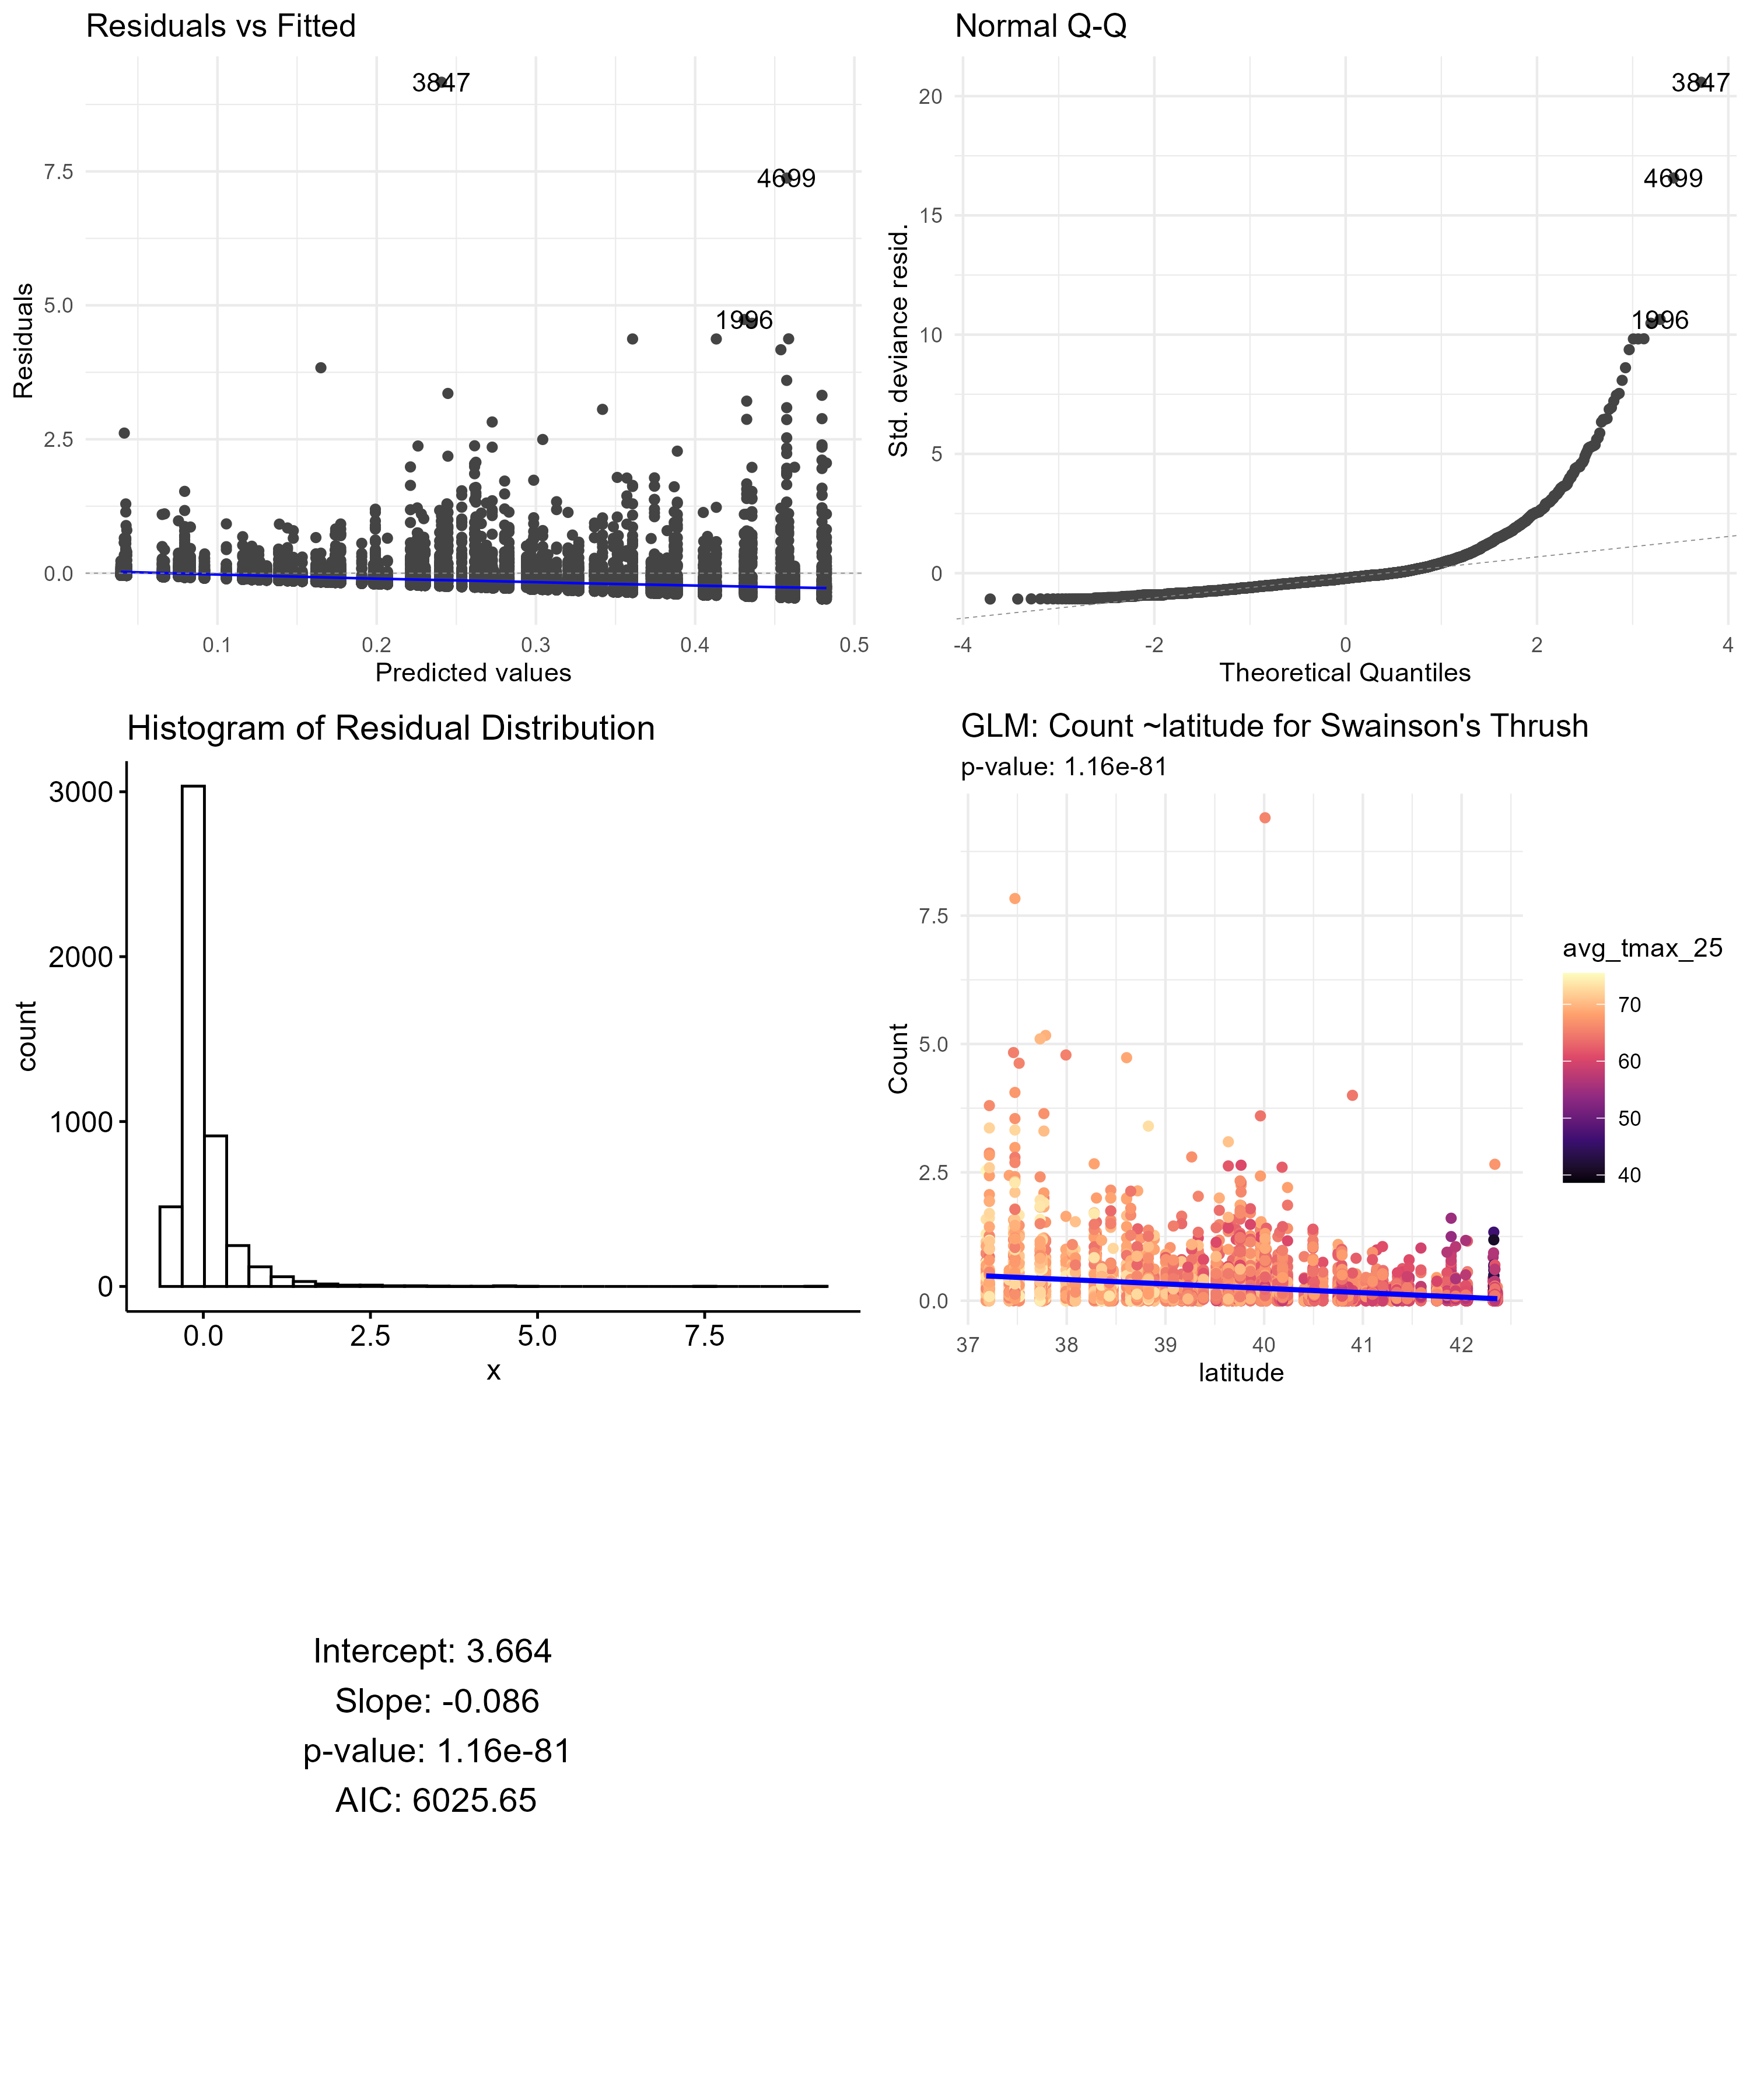 Residuals vs Fitted
3847
4699
1996
7.5
5.0
2.5
0.0
Residuals
0.1
0.2
0.3
0.4
0.5
Predicted values
Normal Q-Q
3847
4699
1996
20
15
10
5
0
Std. deviance resid.
-4
-2
0
2
4
Theoretical Quantiles
Histogram of Residual Distribution
3000
2000
1000
0
count
0.0
2.5
5.0
7.5
x
GLM: Count ~latitude for Swainson's Thrush
p-value: 1.16e-81
7.5
5.0
2.5
0.0
Count
37
38
39
40
41
42
latitude
avg_tmax_25
70
60
50
40
Intercept: 3.664
Slope: -0.086
p-value: 1.16e-81
AIC: 6025.65